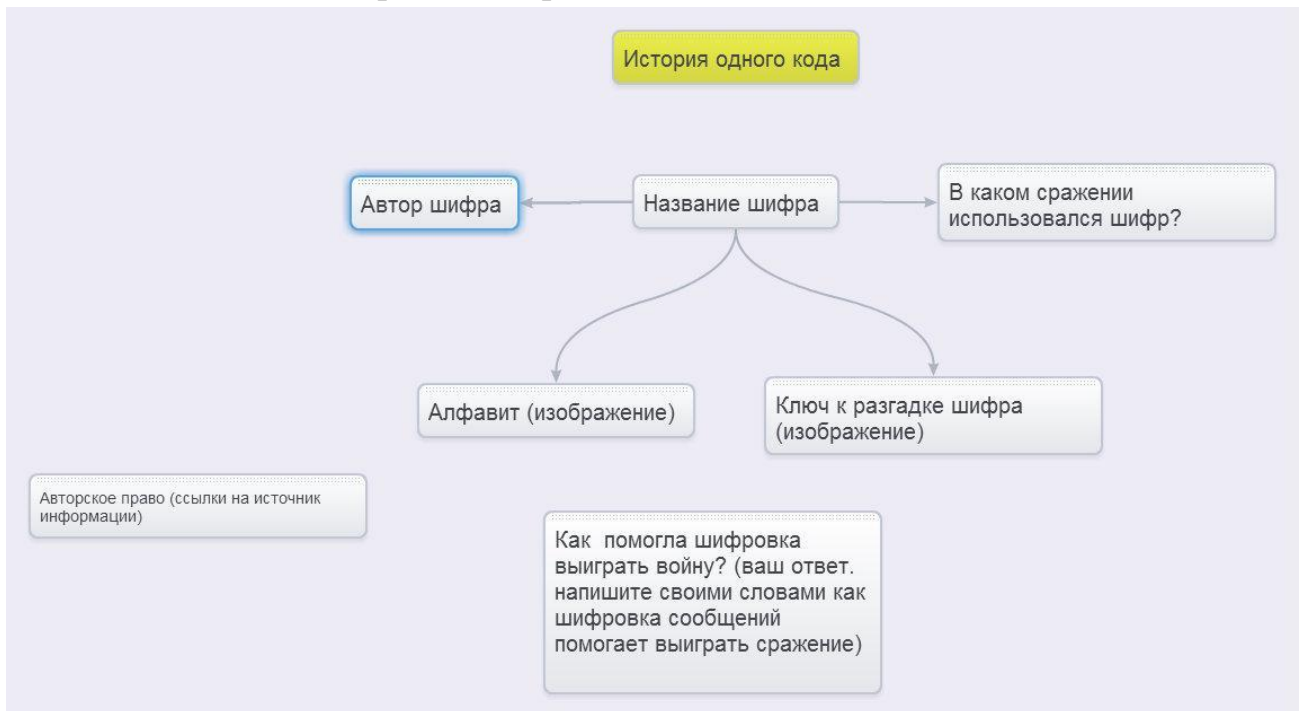 История одного кода
Автор шифра
Название шифра
В каком сражении
использовался шифр?
Алфавит (изображение)
Ключ к разгадке шифра
(изображение)
Авторское право (ссылки на источник
информации)
Как помогла шифровка
выиграть войну? (ваш ответ.
напишите своими словами как
шифровка сообщений
помогает выиграть сражение)